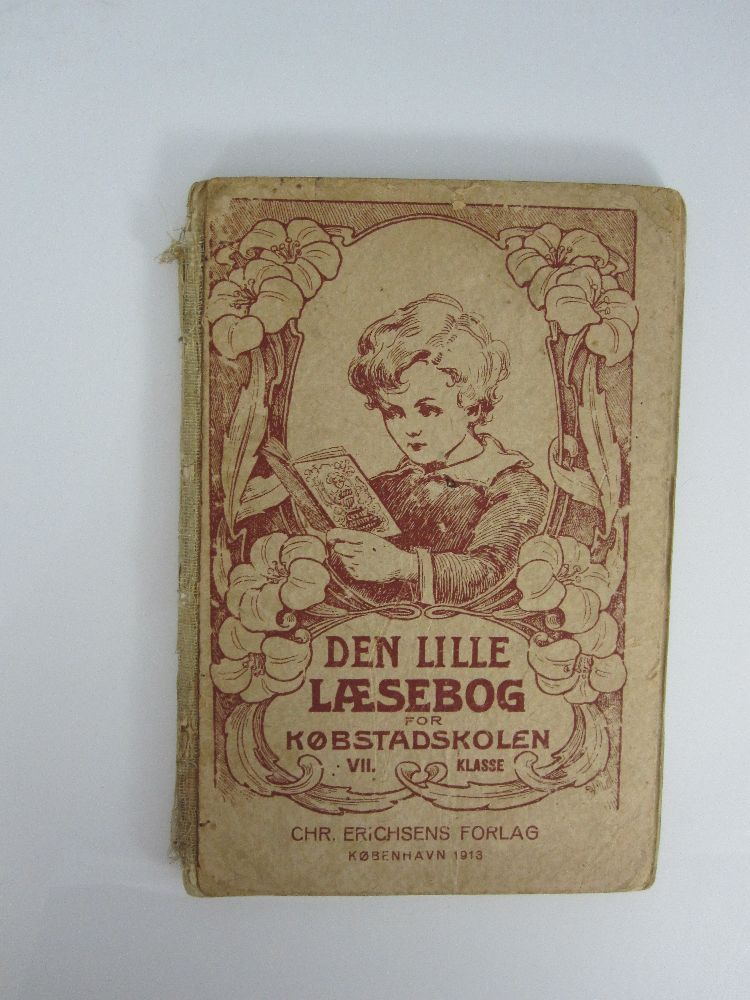 DEN LILLE
LÆSEBOG
FOR
KØBSTADSKOLEN
VII. KLASSE
CHR. ERICHSENS FORLAG
KØBENHAVN 1913